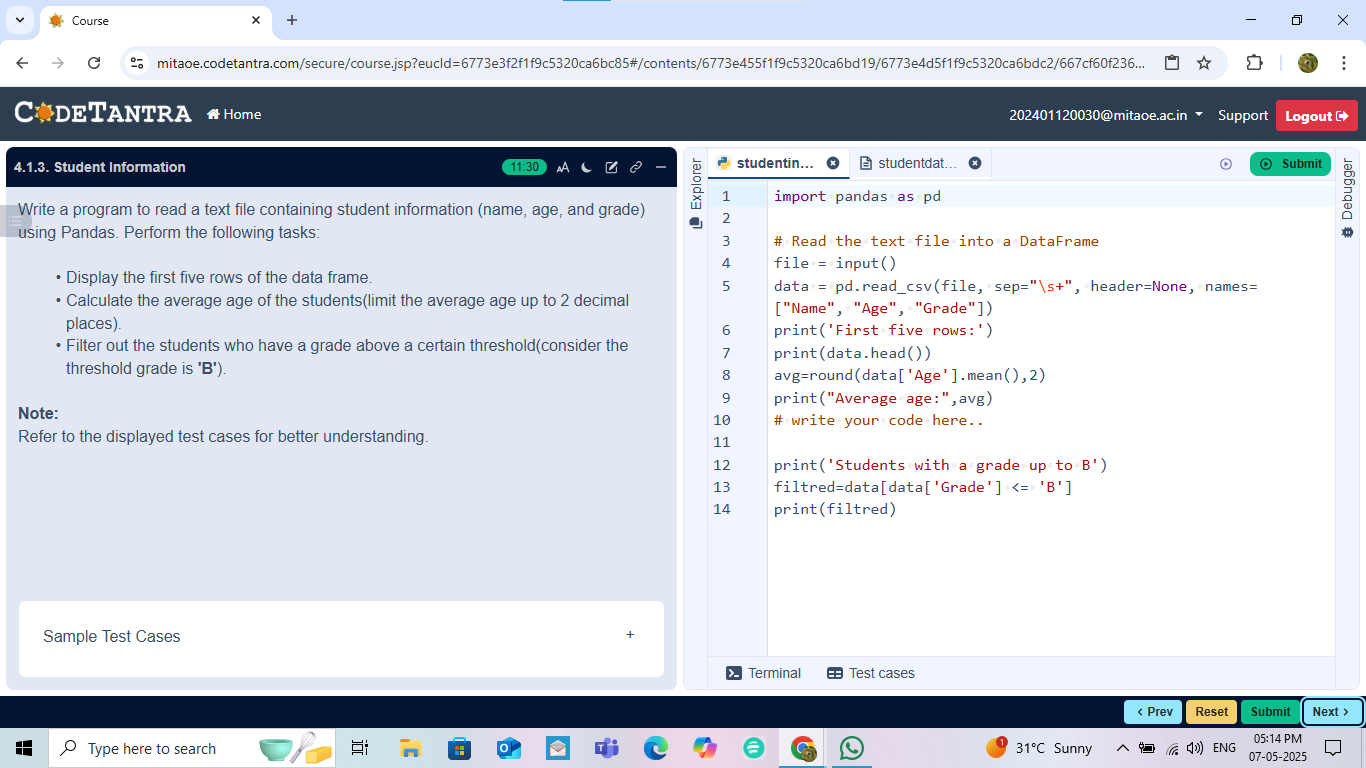 Course
mitaoe.codetantra.com/secure/course.jsp?eucId=6773e3f2f1f9c5320ca6bc85#/contents/6773e455f1f9c5320ca6bd19/6773e4d5f1f9c5320ca6bdc2/667cf60f236...
CODETANTRA Home 202401120030@mitaoe.ac.in Support Logout
4.1.3. Student Information 11:30 AA
Write a program to read a text file containing student information (name, age, and grade)
using Pandas. Perform the following tasks:
• Display the first five rows of the data frame.
• Calculate the average age of the students(limit the average age up to 2 decimal
places).
• Filter out the students who have a grade above a certain threshold(consider the
threshold grade is 'B').
Note:
Refer to the displayed test cases for better understanding.
Sample Test Cases +
Explorer
studentin... studentdat... Submit
1 import pandas as pd
2
3 # Read the text file into a DataFrame
4 file = input()
5 data = pd.read_csv(file, sep="\s+", header=None, names=
["Name", "Age", "Grade"])
6 print('First five rows:')
7 print(data.head())
8 avg=round(data['Age'].mean(),2)
9 print("Average age:",avg)
10 # write your code here..
11
12 print('Students with a grade up to B')
13 filtred=data[data['Grade'] <= 'B']
14 print(filtred)
Debugger
Terminal Test cases
< Prev Reset Submit Next >
Type here to search
1 31°C Sunny ENG 05:14 PM
07-05-2025